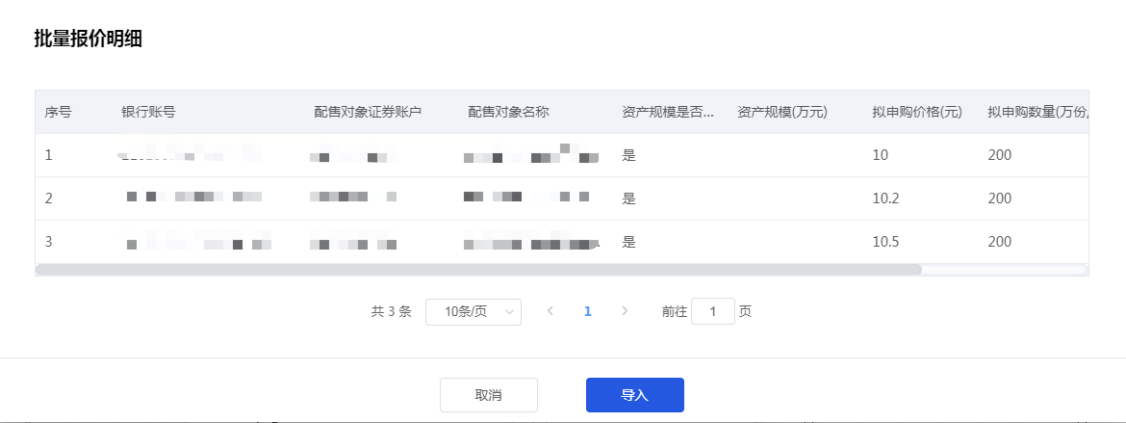 批量报价明细
序号 银行账号 配售对象证券账户 配售对象名称 资产规模是否... 资产规模(万元) 拟申购价格(元) 拟申购数量(万份
1 是 10 200
2 是 10.2 200
3 是 10.5 200
共 3 条 10条/页 1 前往 1 页
取消 导入